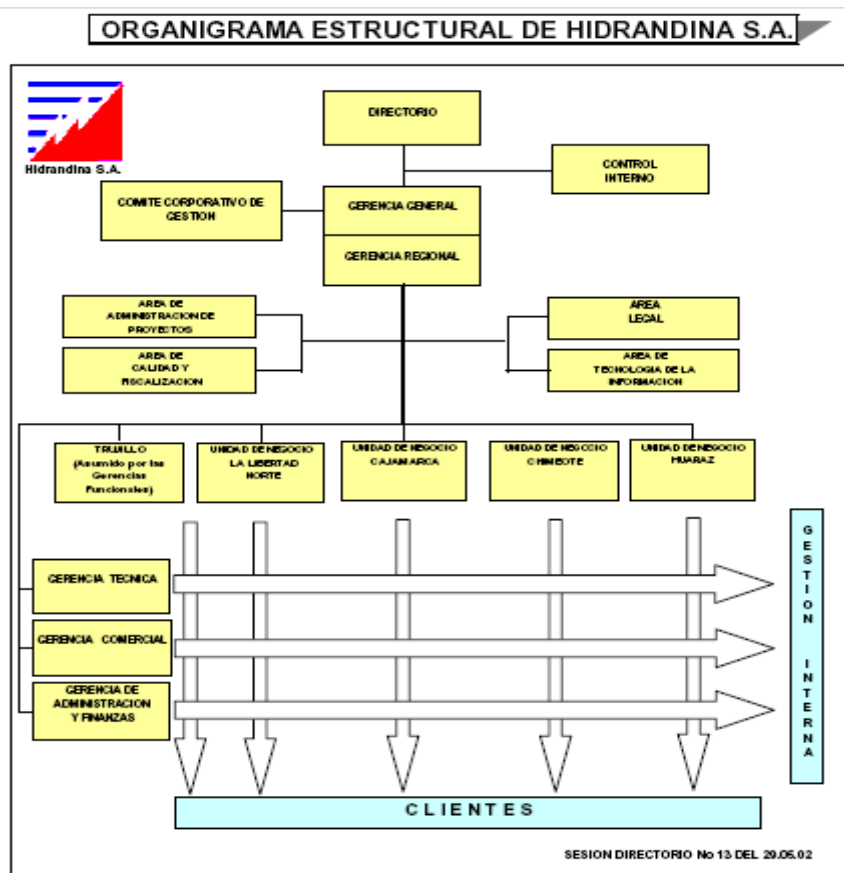 ORGANIGRAMA ESTRUCTURAL DE HIDRANDINA S.A.
Hidrandina S.A.
DIRECTORIO
CONTROL
INTERNO
COMITE CORPORATIVO DE
GESTION
GERENCIA GENERAL
GERENCIA REGIONAL
AREA DE
ADMINISTRACION DE
PROYECTOS
AREA
LEGAL
AREA DE
CALIDAD Y
FISCALIZACION
AREA DE
TECNOLOGIA DE LA
INFORMACION
TRUJILLO
(Asumido por las
Gerencias
Funcionales)
UNIDAD DE NEGOCIO
LA LIBERTAD
NORTE
UNIDAD DE NEGOCIO
CAJAMARCA
UNIDAD DE NEGOCIO
CHIMBOTE
UNIDAD DE NEGOCIO
HUARAZ
GERENCIA TECNICA
GERENCIA COMERCIAL
GERENCIA DE
ADMINISTRACION
Y FINANZAS
GESTION INTERNA
CLIENTES
SESION DIRECTORIO No 13 DEL 29.05.02